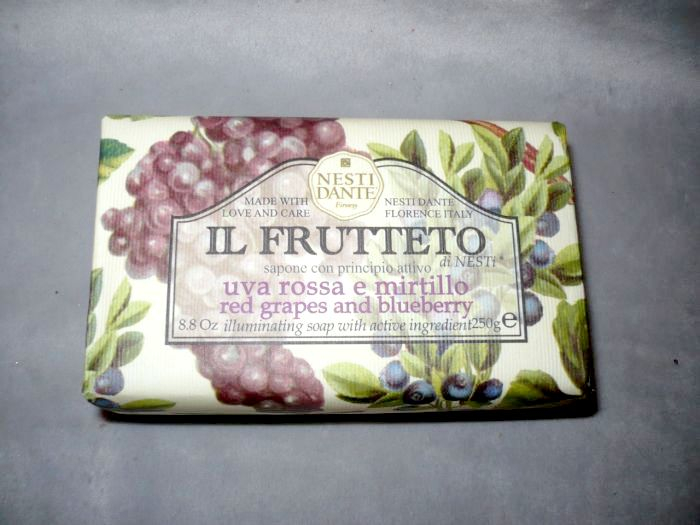 NESTI
DANTE
Firenze
MADE WITH
LOVE AND CARE
NESTI DANTE
FLORENCE ITALY
IL FRUTTETO
di NESTI*
sapone con principio attivo
uva rossa e mirtillo
red grapes and blueberry
8.8 Oz illuminating soap with active ingredient 250g e